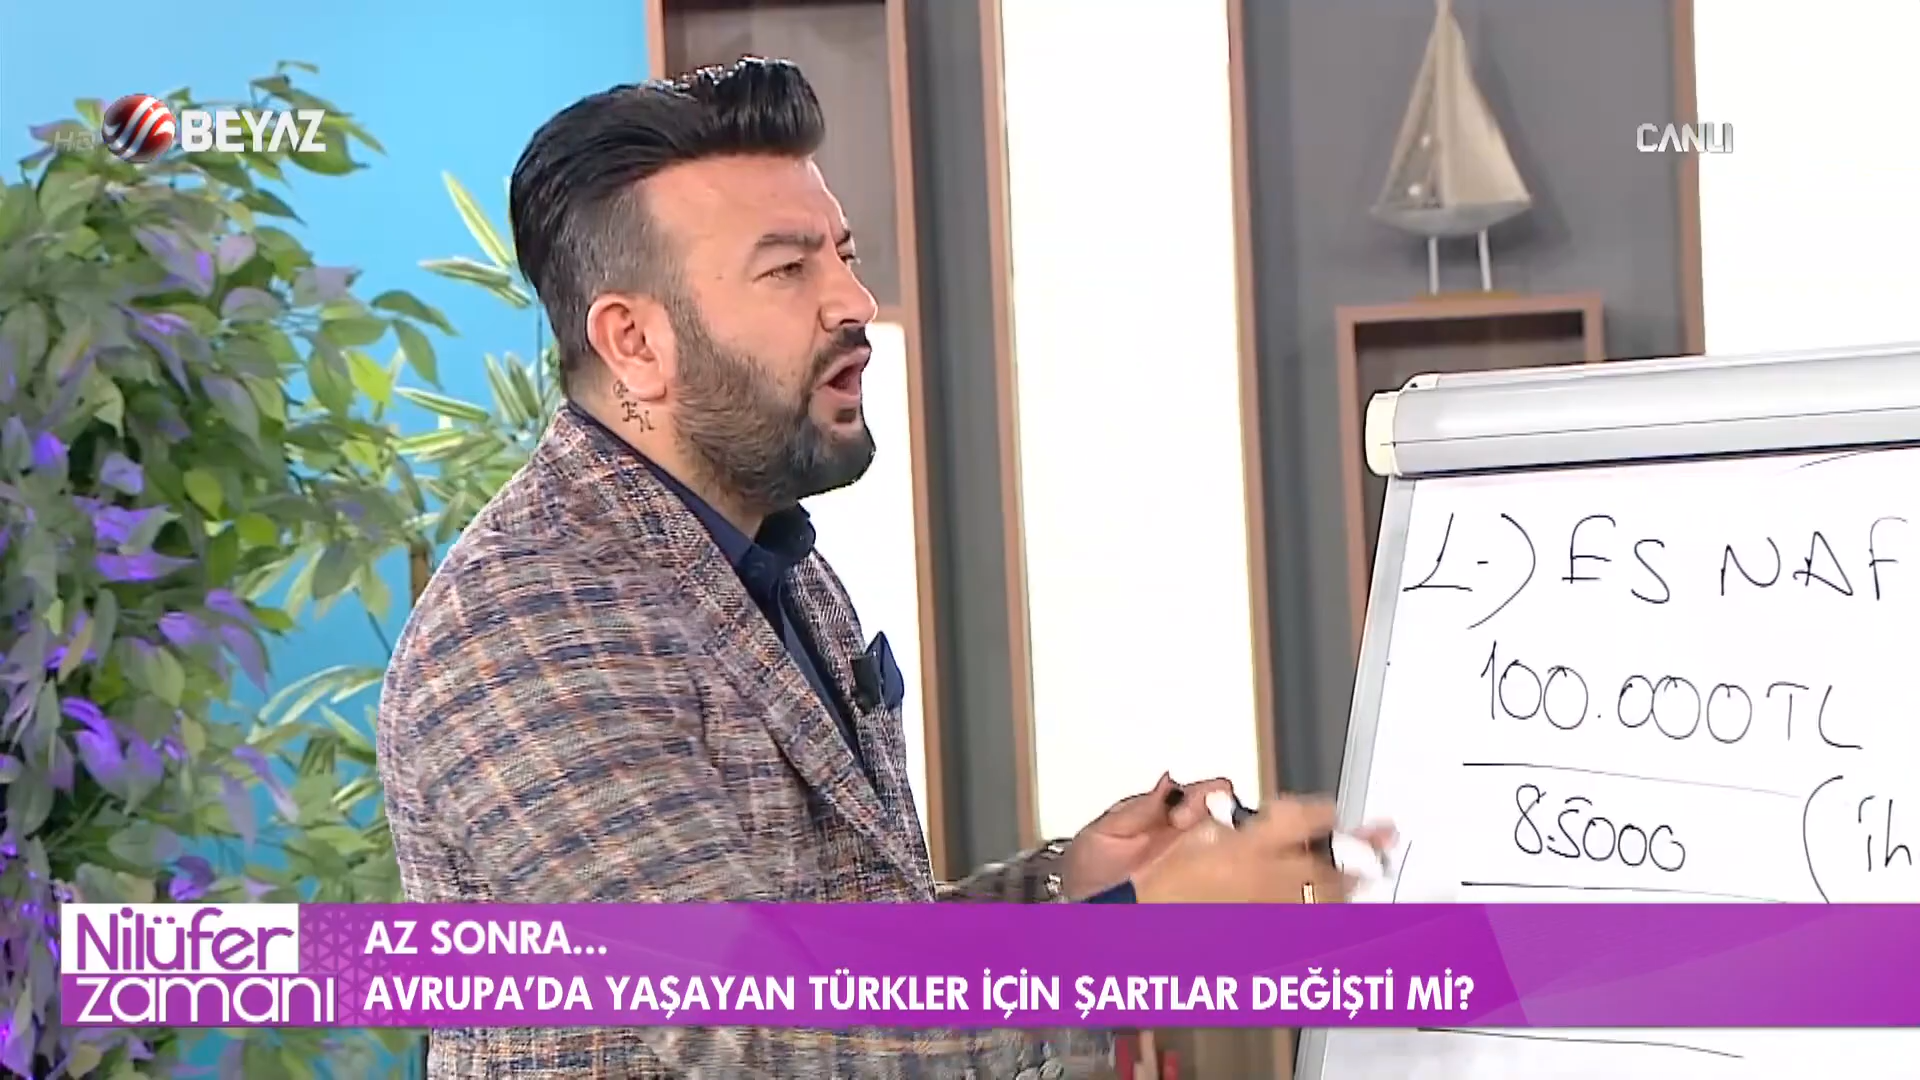 BEYAZ
CANLI
1-) ESNAF
100.000TL
8.5000
(ih
Nilüfer
zamanı
AZ SONRA...
AVRUPA'DA YAŞAYAN TÜRKLER İÇİN ŞARTLAR DEĞİŞTİ Mİ?